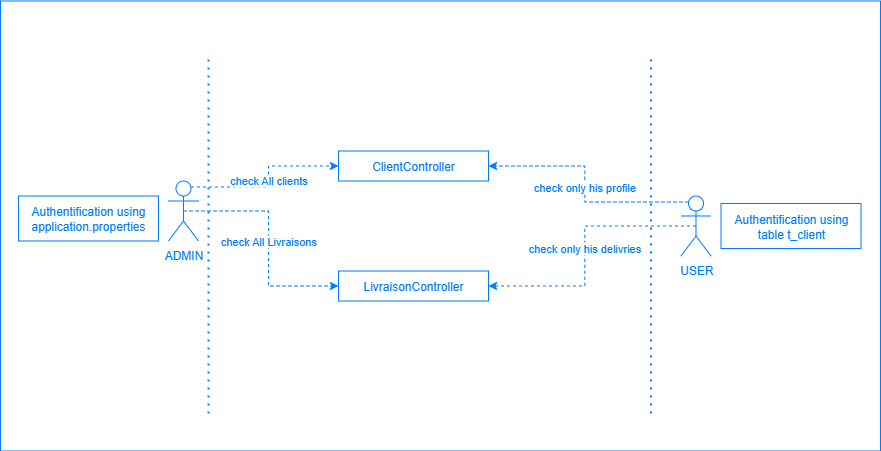 ClientController
check All clients
check only his profile
Authentification using
application.properties
ADMIN
check All Livraisons
check only his delivries
Authentification using
table t_client
USER
LivraisonController